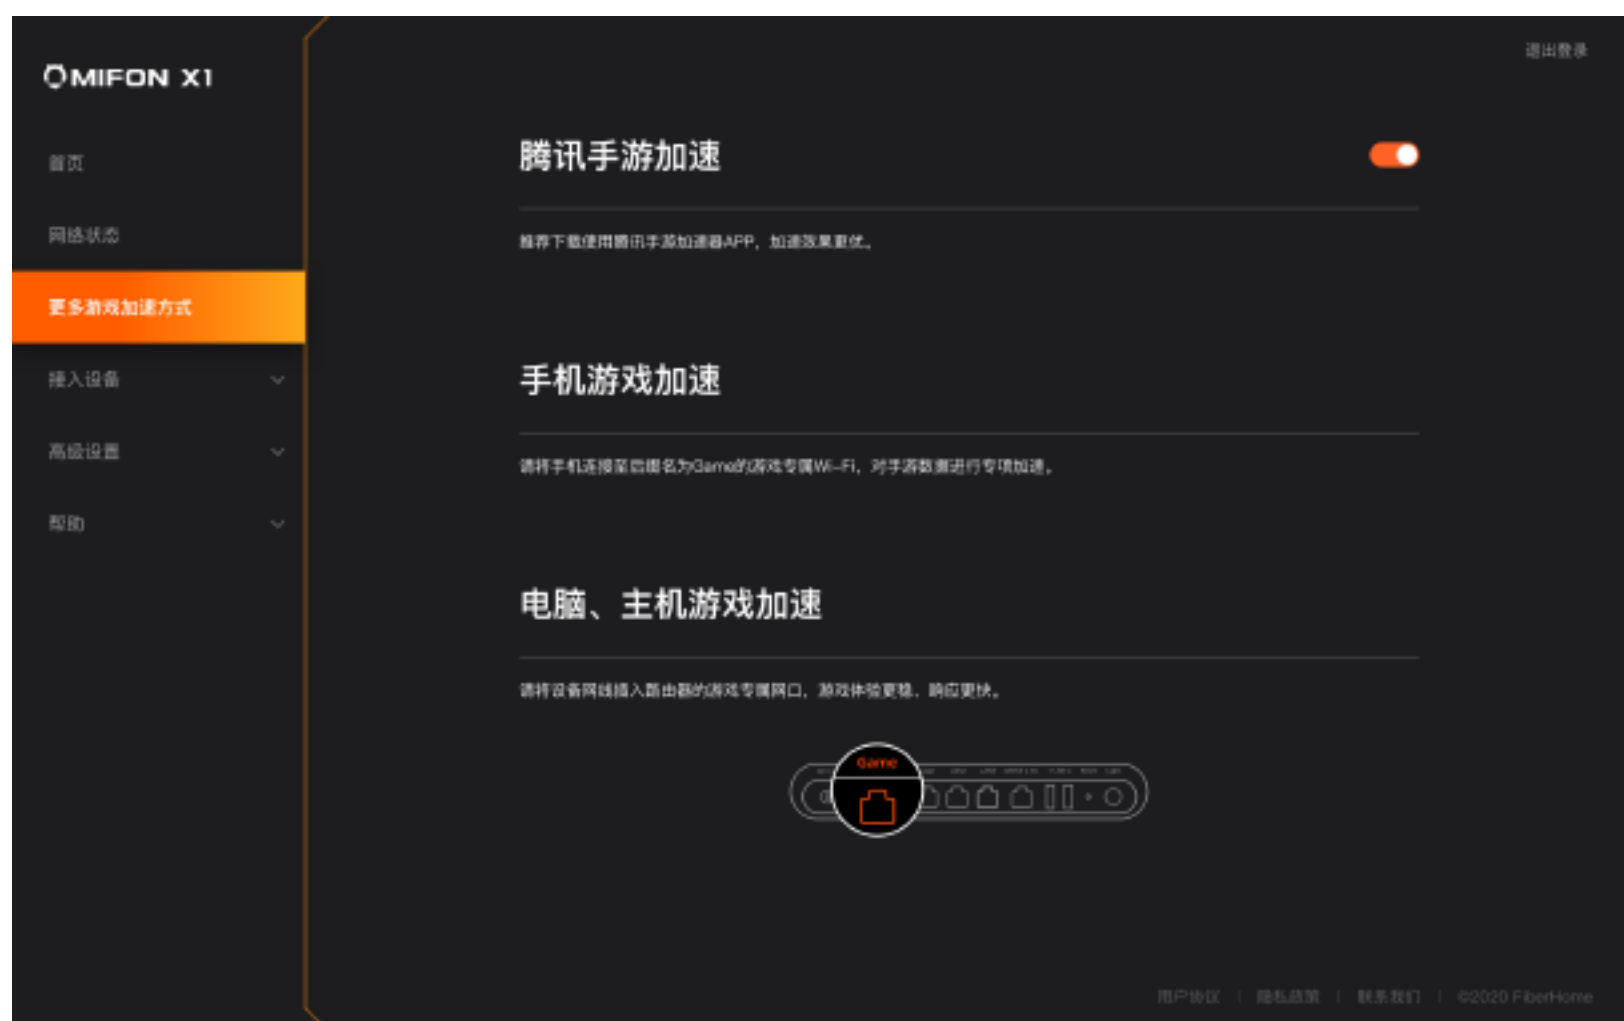 MIFON X1
退出登录
首页
网络状态
更多游戏加速方式
接入设备
高级设置
帮助
腾讯手游加速
推荐下载使用腾讯手游加速器APP，加速效果更优。
手机游戏加速
请将手机连接至后缀名为Game的游戏专属Wi-Fi，对手游数据进行专项加速。
电脑、主机游戏加速
请将设备网线插入路由器的游戏专属网口，游戏体验更稳、响应更快。
Game
用户协议 | 隐私政策 | 联系我们 | ©2020 FiberHome